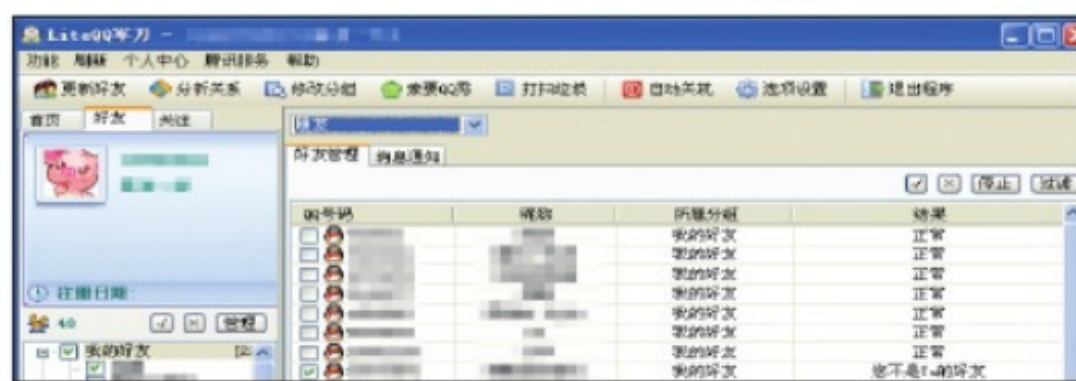 LiteQQ军刀 -
功能 刷新 个人中心 腾讯服务 帮助
更新好友 分析关系 修改分组 索要QQ秀 打扫垃圾 自动关机 选项设置 退出程序
首页 好友 关注
好友
好友管理 消息通知
停止 过滤
QQ号码 昵称 所属分组 结果
我的好友 正常
我的好友 正常
我的好友 正常
我的好友 正常
我的好友 正常
我的好友 正常
我的好友 正常
我的好友 您不是Ta的好友
注册日期:
40 管理
我的好友